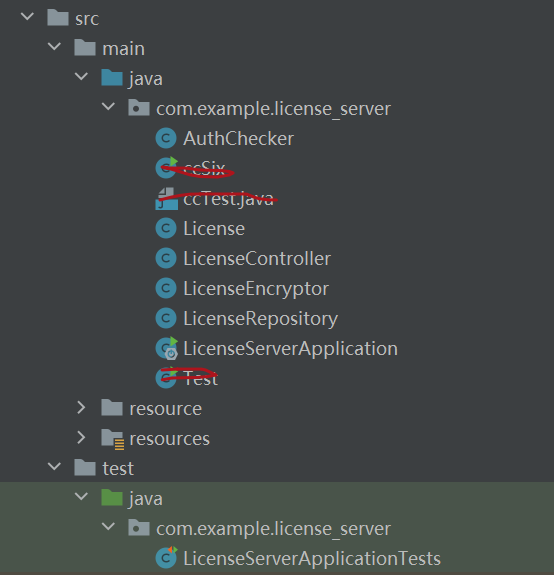 src
main
java
com.example.license_server
AuthChecker
ccSix
ccTest.java
License
LicenseController
LicenseEncryptor
LicenseRepository
LicenseServerApplication
Test
resource
resources
test
java
com.example.license_server
LicenseServerApplicationTests